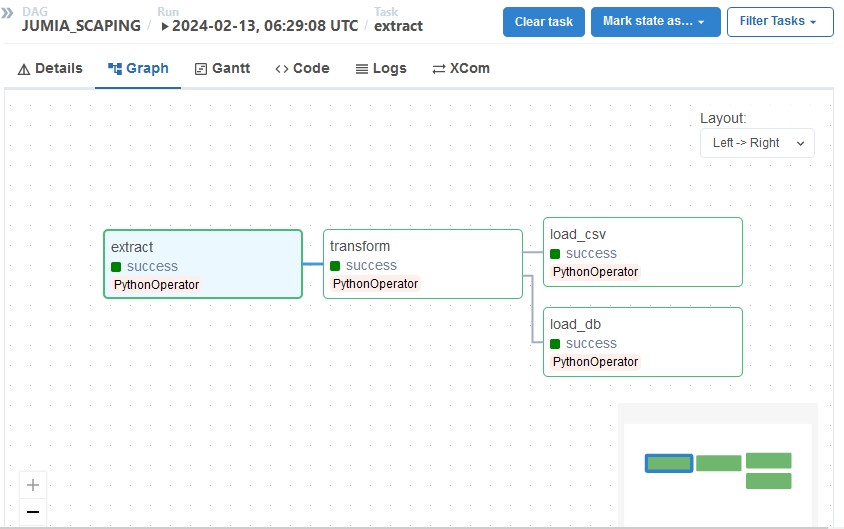 DAG
JUMIA_SCAPING /
Run
2024-02-13, 06:29:08 UTC /
Task
extract
Clear task
Mark state as...
Filter Tasks
Details
Graph
Gantt
<> Code
Logs
XCom
Layout:
Left -> Right
extract
success
PythonOperator
transform
success
PythonOperator
load_csv
success
PythonOperator
load_db
success
PythonOperator